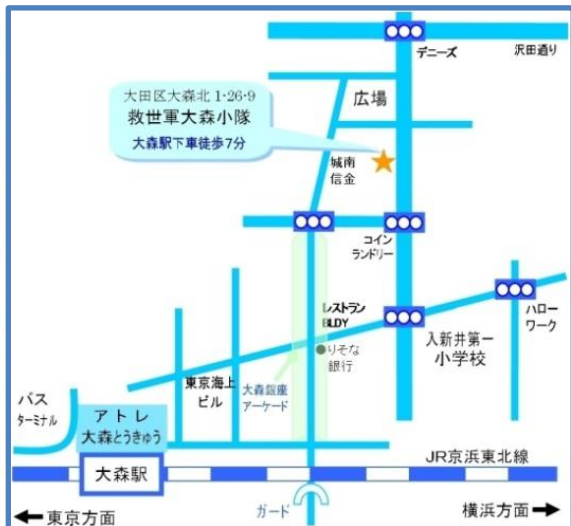 デニーズ
沢田通り
大田区大森北 1-26-9
救世軍大森小隊
大森駅下車徒歩7分
広場
城南
信金
コイン
ランドリー
レストラン
BLDY
ハロー
ワーク
入新井第一
小学校
りそな
銀行
東京海上
ビル
大森銀座
アーケード
バス
ターミナル
アトレ
大森とうきゅう
JR京浜東北線
大森駅
ガード
←東京方面
横浜方面→